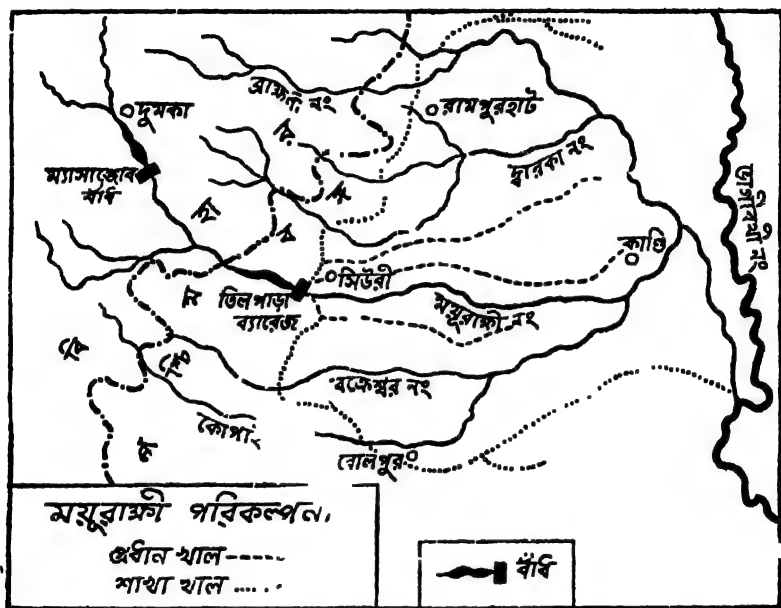 ব্রাহ্মণী নং
দুমকা
রামপুরহাট
দ্বারকা নং
ম্যাসাঞ্জোর
বাঁধ
ভাগীরথী নং
কান্দি
সিউরী
তিলপাড়া
ব্যারেজ
ময়ূরাক্ষী নং
বক্রেশ্বর নং
কোপাই
বোলপুর
ময়ূরাক্ষী পরিকল্পনা
প্রধান খাল
শাখা খাল
বাঁধ